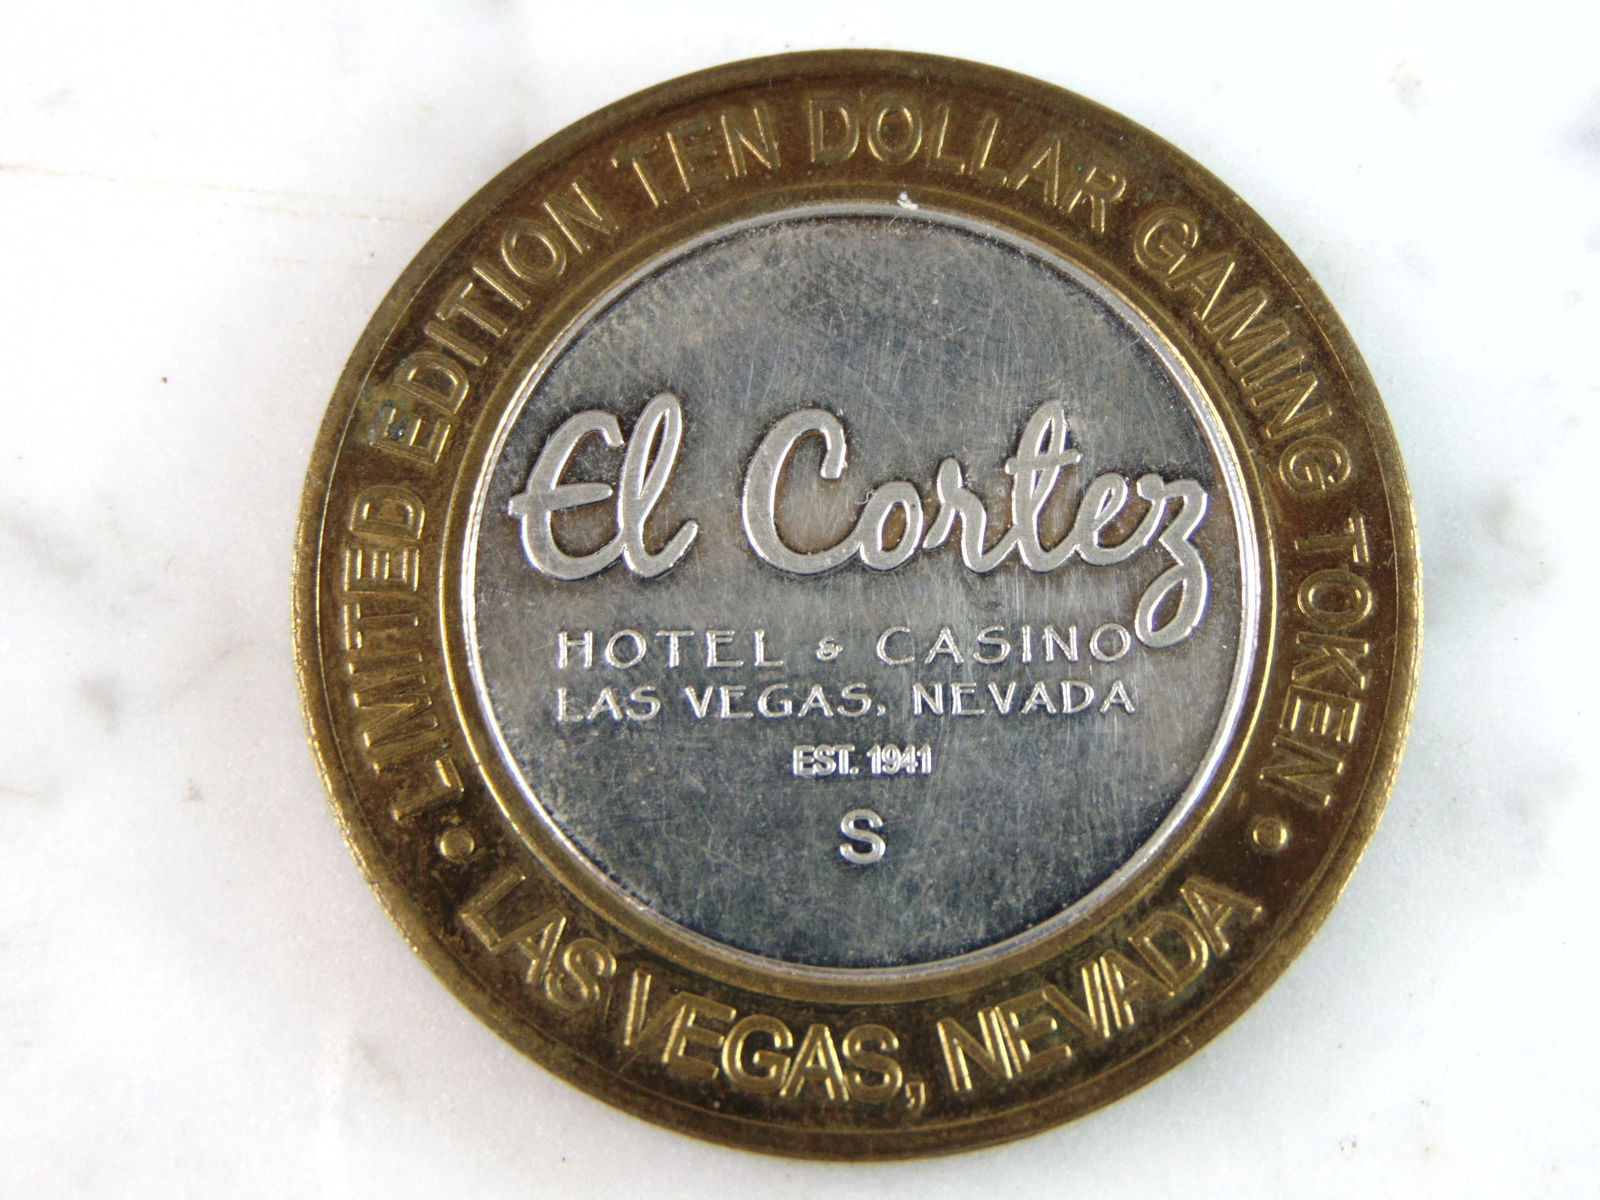 • LIMITED EDITION TEN DOLLAR GAMING TOKEN •
El Cortez
HOTEL & CASINO
LAS VEGAS, NEVADA
EST. 1941
S
LAS VEGAS, NEVADA